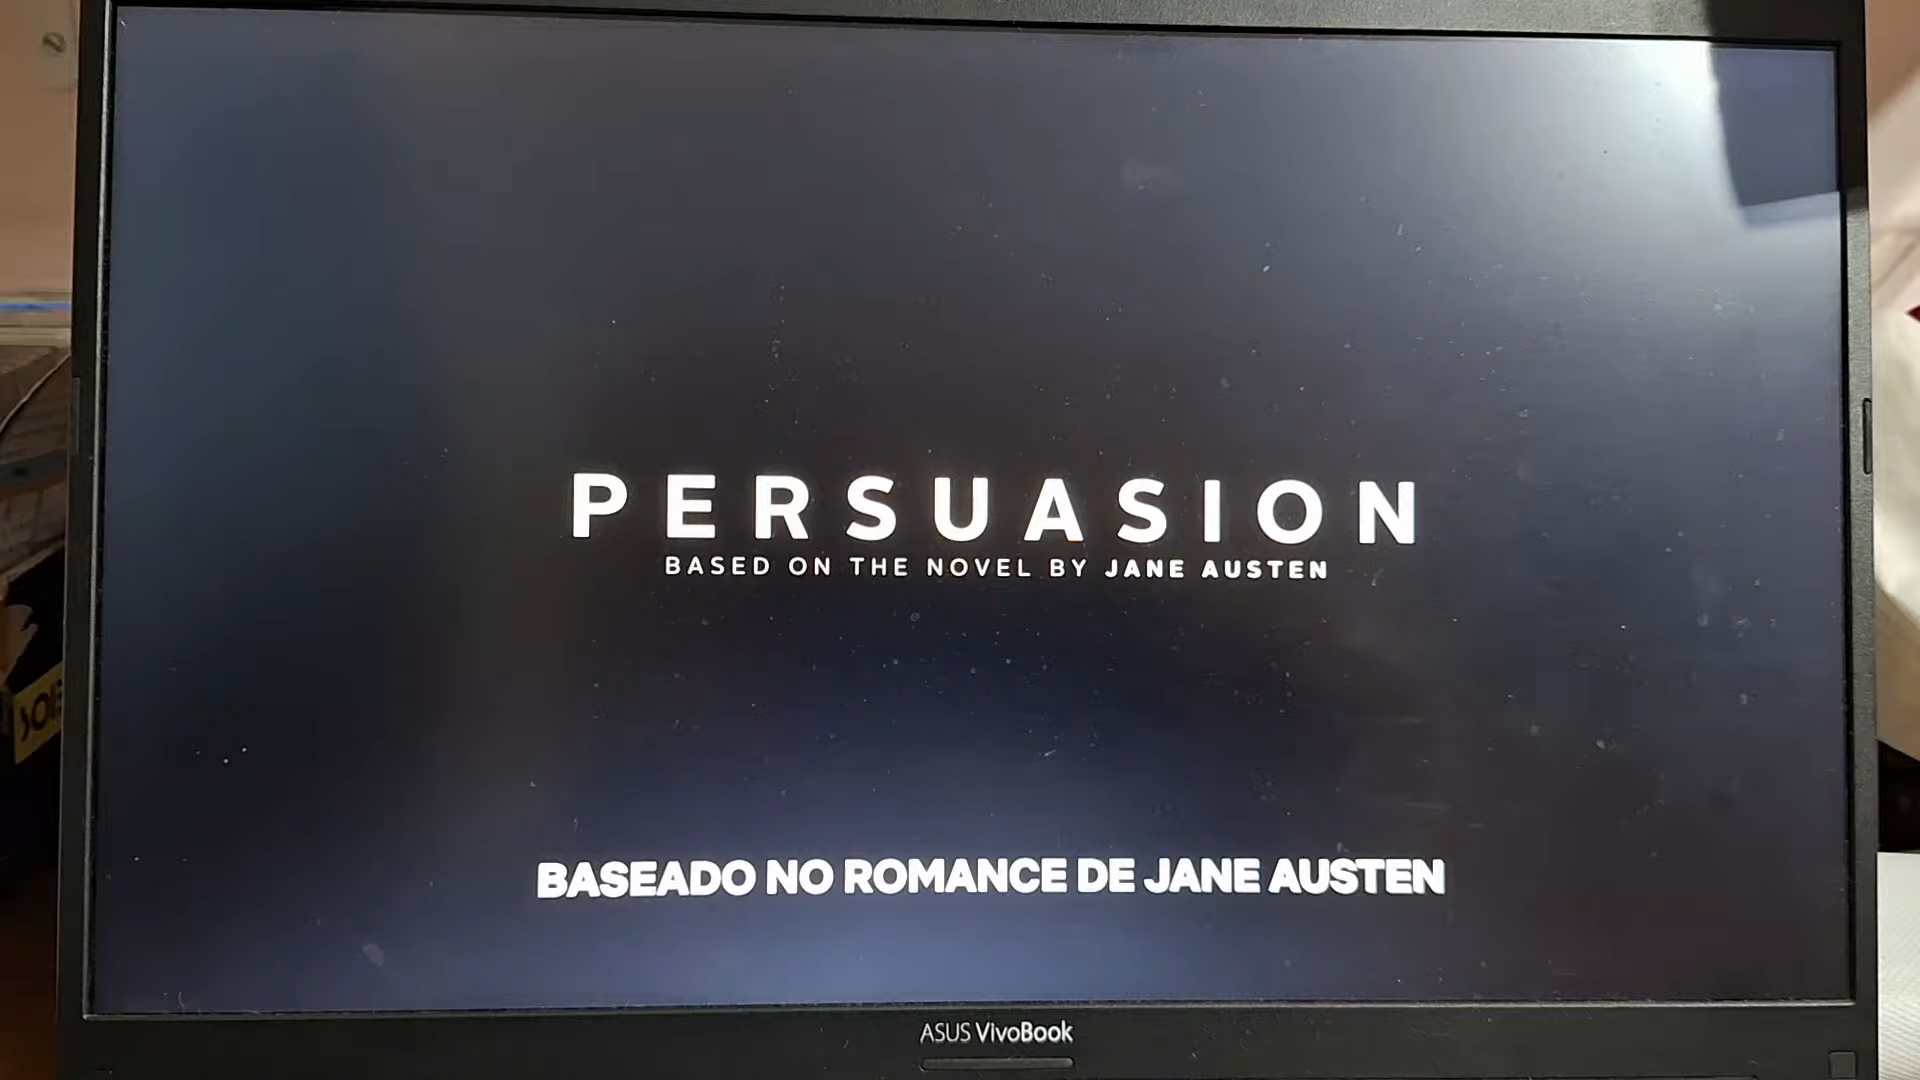 PERSUASION
BASED ON THE NOVEL BY JANE AUSTEN
BASEADO NO ROMANCE DE JANE AUSTEN
ASUS VivoBook